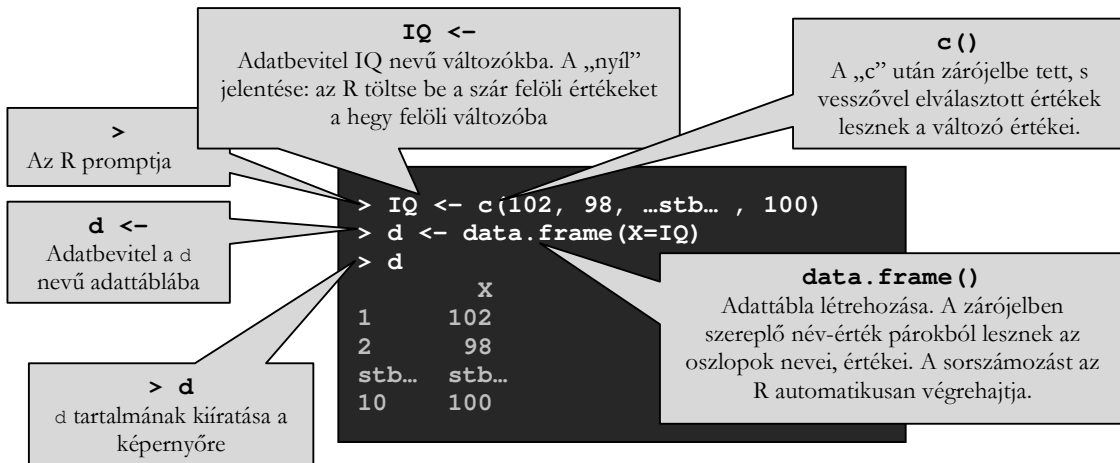 IQ <–
Adatbevitel IQ nevű változókba. A „nyíl”
jelentése: az R töltse be a szár felöli értékeket
a hegy felöli változóba
c()
A „c” után zárójelbe tett, s
vesszővel elválasztott értékek
lesznek a változó értékei.
>
Az R promptja
d <–
Adatbevitel a d
nevű adattáblába
> d
d tartalmának kiíratása a
képernyőre
> IQ <– c(102, 98, …stb… , 100)
> d <– data.frame(X=IQ)
> d
X
1 102
2 98
stb… stb…
10 100
data.frame()
Adattábla létrehozása. A zárójelben
szereplő név-érték párokból lesznek az
oszlopok nevei, értékei. A sorszámozást az
R automatikusan végrehajtja.